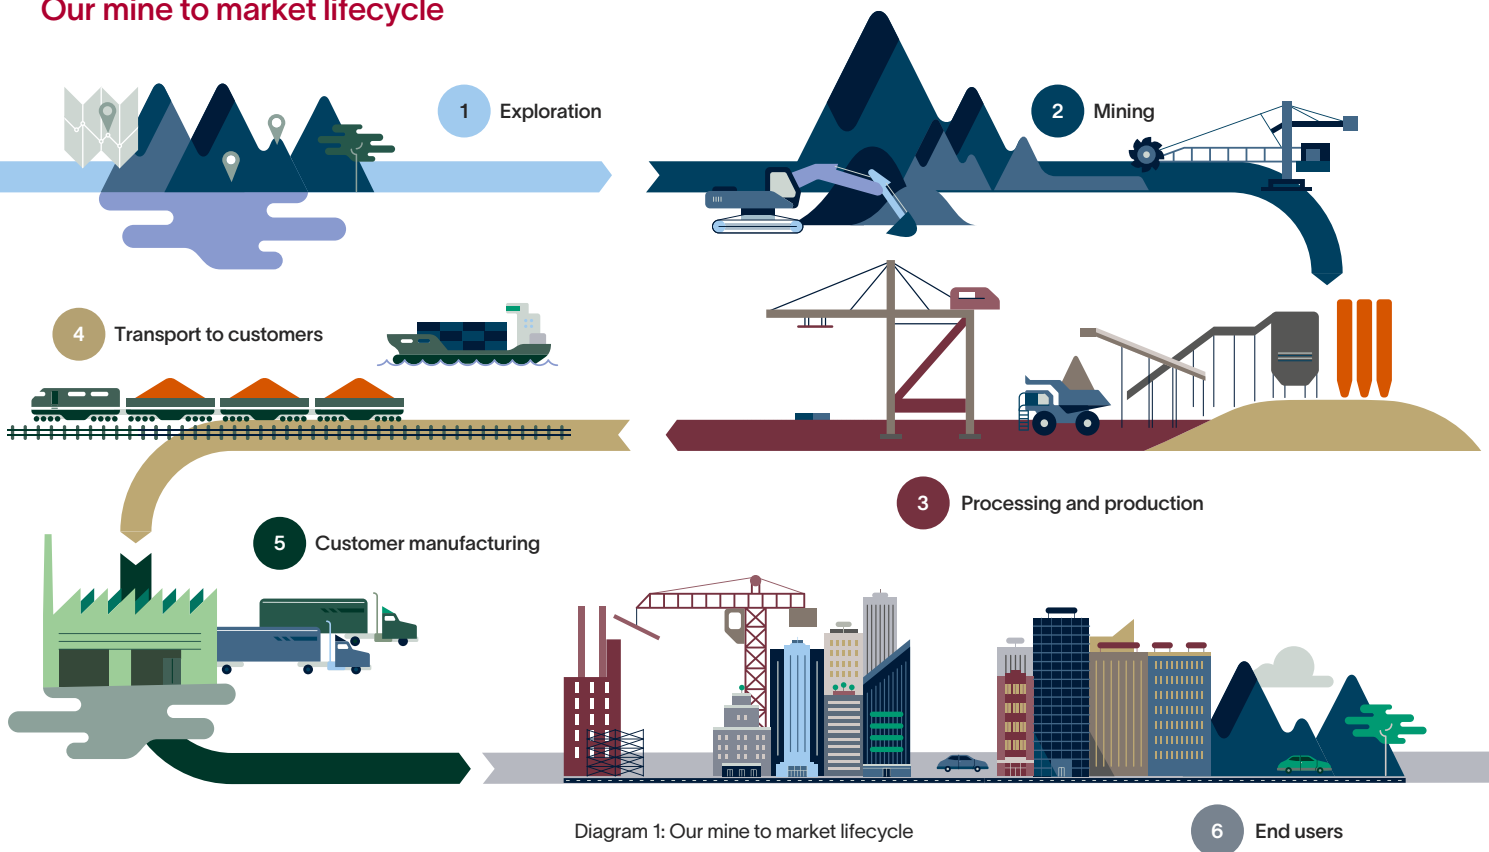 Our mine to market lifecycle
1 Exploration
2 Mining
4 Transport to customers
3 Processing and production
5 Customer manufacturing
Diagram 1: Our mine to market lifecycle
6 End users